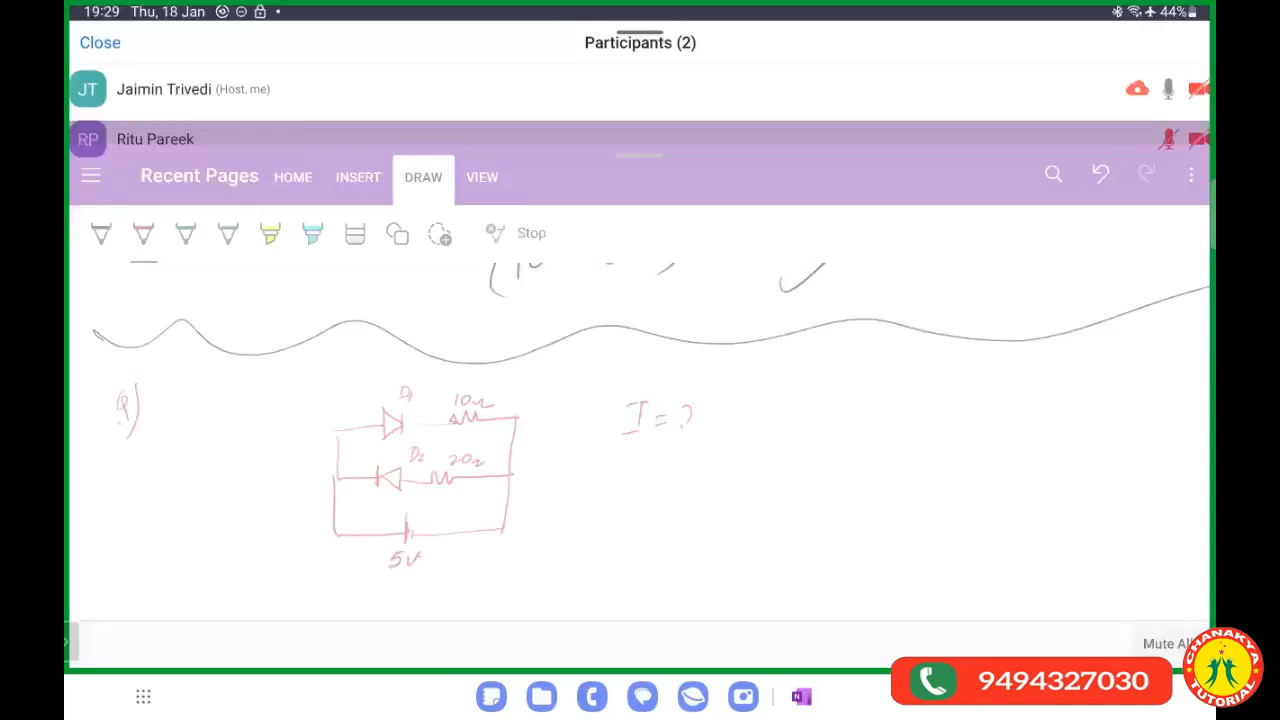 19:29 Thu, 18 Jan
44%
Close
Participants (2)
JT
Jaimin Trivedi (Host, me)
RP
Ritu Pareek
Recent Pages HOME INSERT DRAW VIEW
Stop
Q)
D1
10Ω
I = ?
D2
20Ω
5V
Mute All
9494327030
CHANAKYA
TUTORIAL